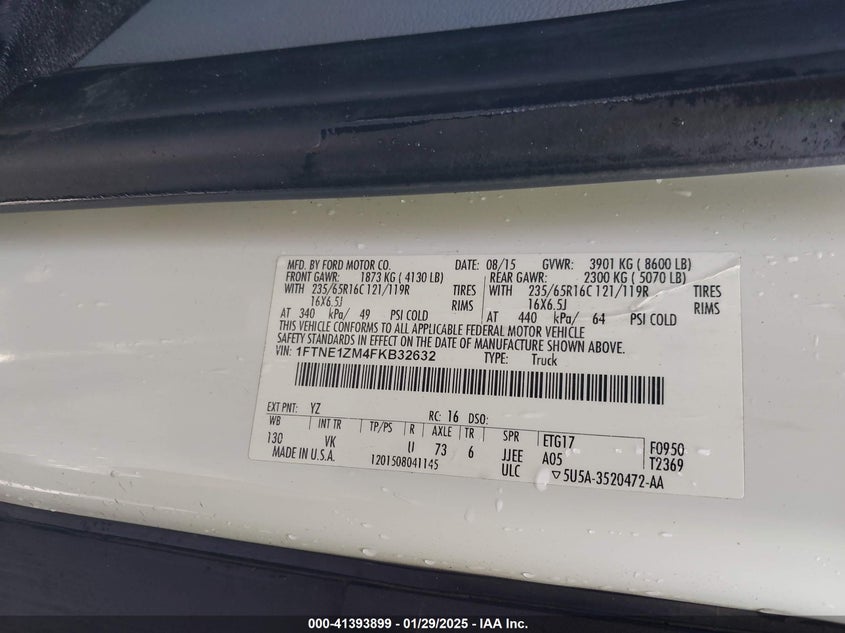 MFD. BY FORD MOTOR CO. DATE: 08/15 GVWR: 3901 KG ( 8600 LB)
FRONT GAWR: 1873 KG ( 4130 LB) REAR GAWR: 2300 KG ( 5070 LB)
WITH 235/65R16C 121/119R TIRES WITH 235/65R16C 121/119R TIRES
16X6.5J RIMS 16X6.5J RIMS
AT 340 kPa/ 49 PSI COLD AT 440 kPa/ 64 PSI COLD
THIS VEHICLE CONFORMS TO ALL APPLICABLE FEDERAL MOTOR VEHICLE
SAFETY STANDARDS IN EFFECT ON THE DATE OF MANUFACTURE SHOWN ABOVE.
VIN: 1FTNE1ZM4FKB32632 TYPE: Truck
EXT PNT: YZ RC: 16 DSO:
WB INT TR TP/PS R AXLE TR SPR ETG17 F0950
130 VK U 73 6 JJEE A05 T2369
MADE IN U.S.A. 1201508041145 ULC ▽5U5A-3520472-AA
000-41393899 | 01/29/2025 | © IAA Inc.